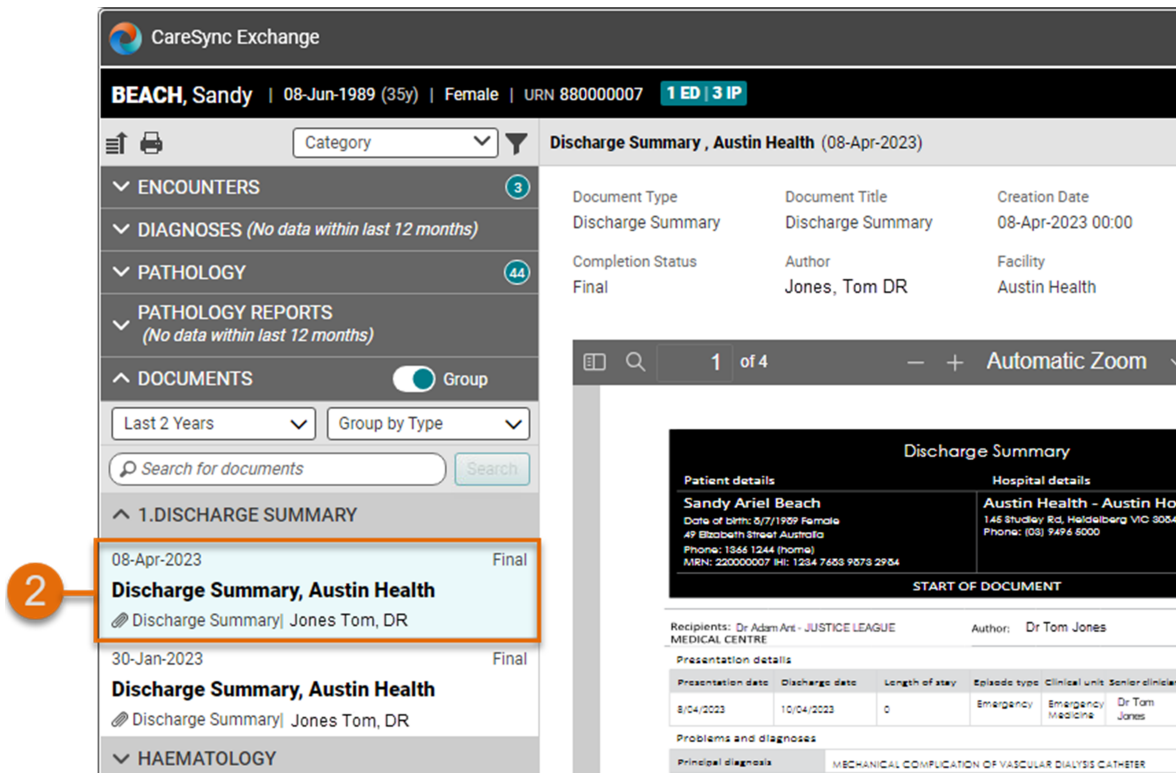 CareSync Exchange
BEACH, Sandy | 08-Jun-1989 (35y) | Female | URN 880000007 1 ED | 3 IP
Category
ENCOUNTERS 3
DIAGNOSES (No data within last 12 months)
PATHOLOGY 44
PATHOLOGY REPORTS
(No data within last 12 months)
DOCUMENTS Group
Last 2 Years Group by Type
Search for documents Search
1.DISCHARGE SUMMARY
2
08-Apr-2023 Final
Discharge Summary, Austin Health
Discharge Summary| Jones Tom, DR
30-Jan-2023 Final
Discharge Summary, Austin Health
Discharge Summary| Jones Tom, DR
HAEMATOLOGY
Discharge Summary , Austin Health (08-Apr-2023)
Document Type Document Title Creation Date
Discharge Summary Discharge Summary 08-Apr-2023 00:00
Completion Status Author Facility
Final Jones, Tom DR Austin Health
1 of 4 Automatic Zoom
Discharge Summary
Patient details Hospital details
Sandy Ariel Beach Austin Health - Austin Ho
Date of birth: 8/7/1989 Female 145 Studley Rd, Heidelberg VIC 3084
49 Elizabeth Street Australia Phone: (03) 9496 5000
Phone: 1366 1244 (home)
MRN: 220000007 IHI: 1234 7683 9873 2984
START OF DOCUMENT
Recipients: Dr Adam Ant - JUSTICE LEAGUE Author: Dr Tom Jones
MEDICAL CENTRE
Presentation details
Presentation date Discharge date Length of stay Episode type Clinical unit Senior clinician
8/04/2023 10/04/2023 0 Emergency Emergency Dr Tom
Medicine Jones
Problems and diagnoses
Principal diagnosis MECHANICAL COMPLICATION OF VASCULAR DIALYSIS CATHETER